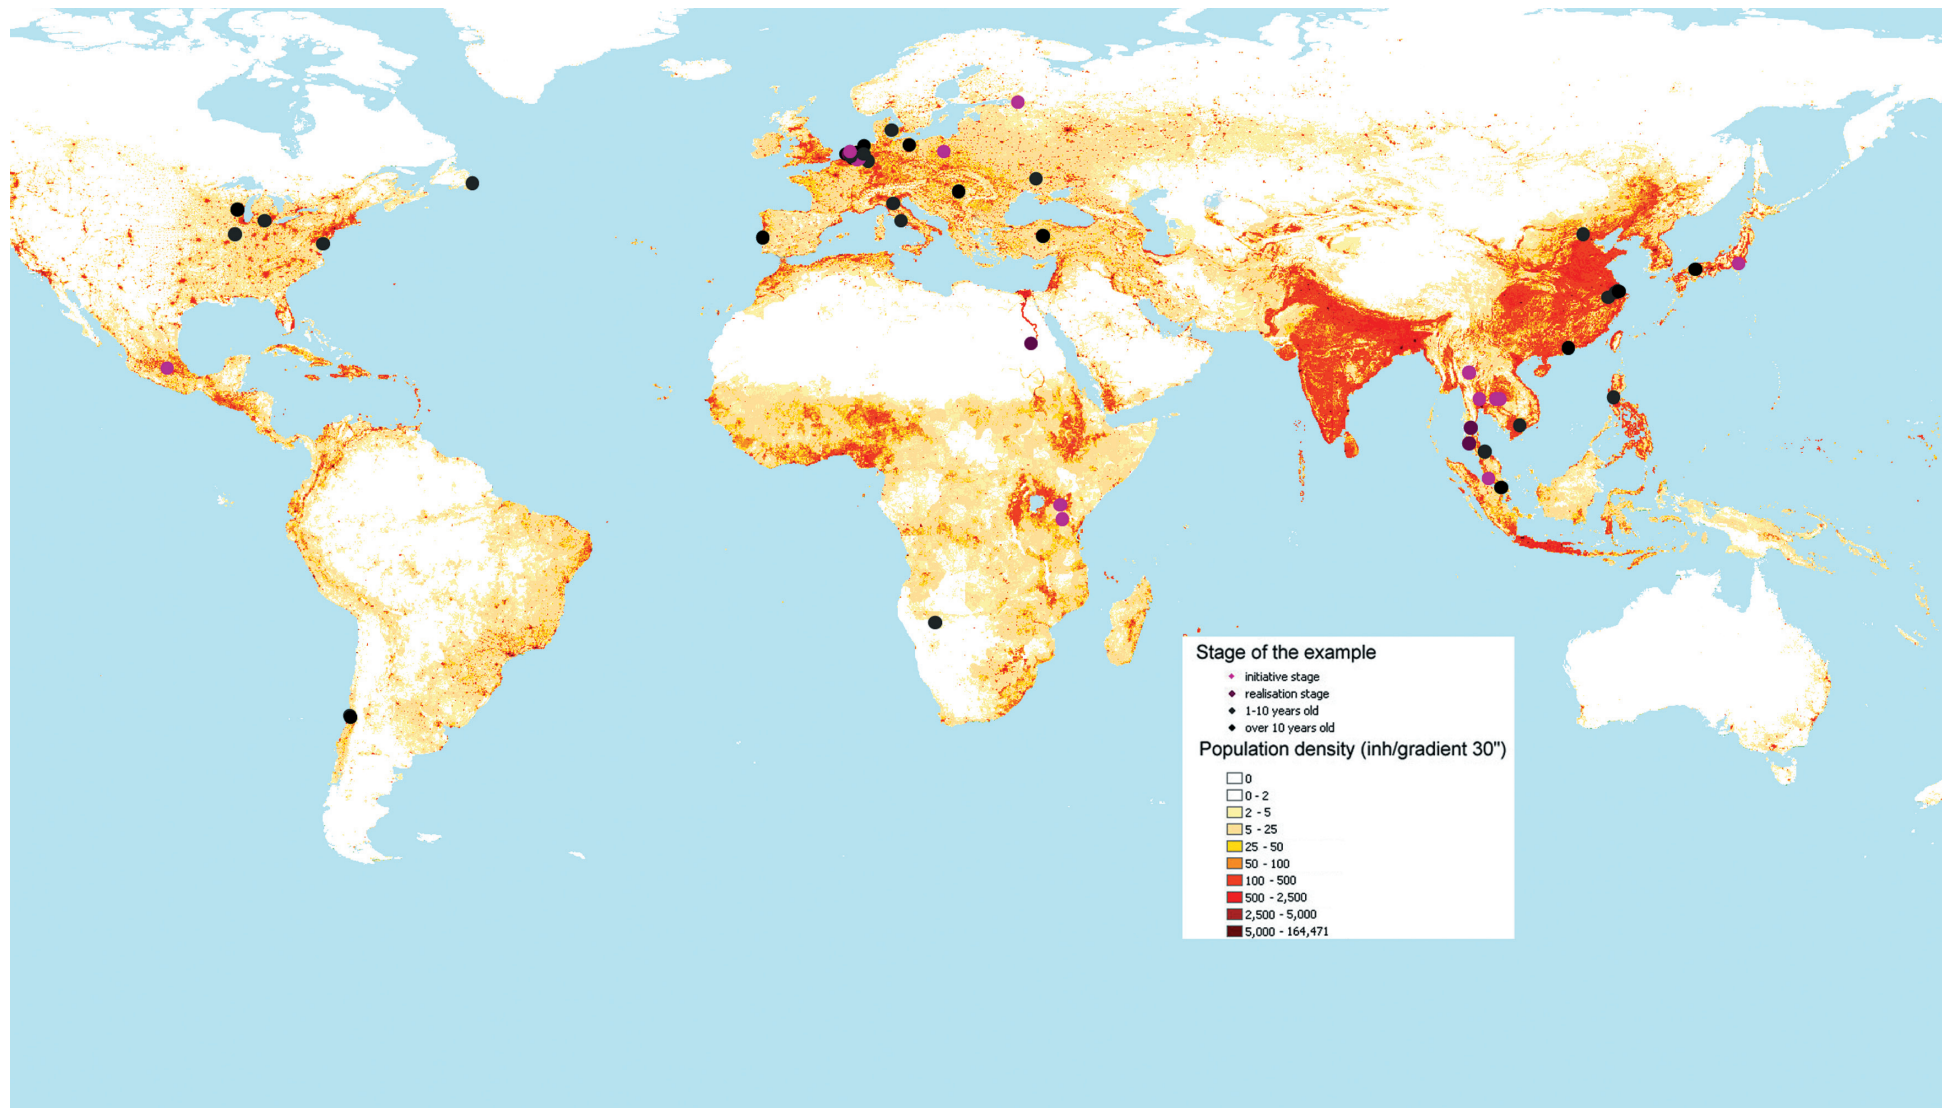 Stage of the example
initiative stage
realisation stage
1-10 years old
over 10 years old
Population density (inh/gradient 30")
0
0 - 2
2 - 5
5 - 25
25 - 50
50 - 100
100 - 500
500 - 2,500
2,500 - 5,000
5,000 - 164,471